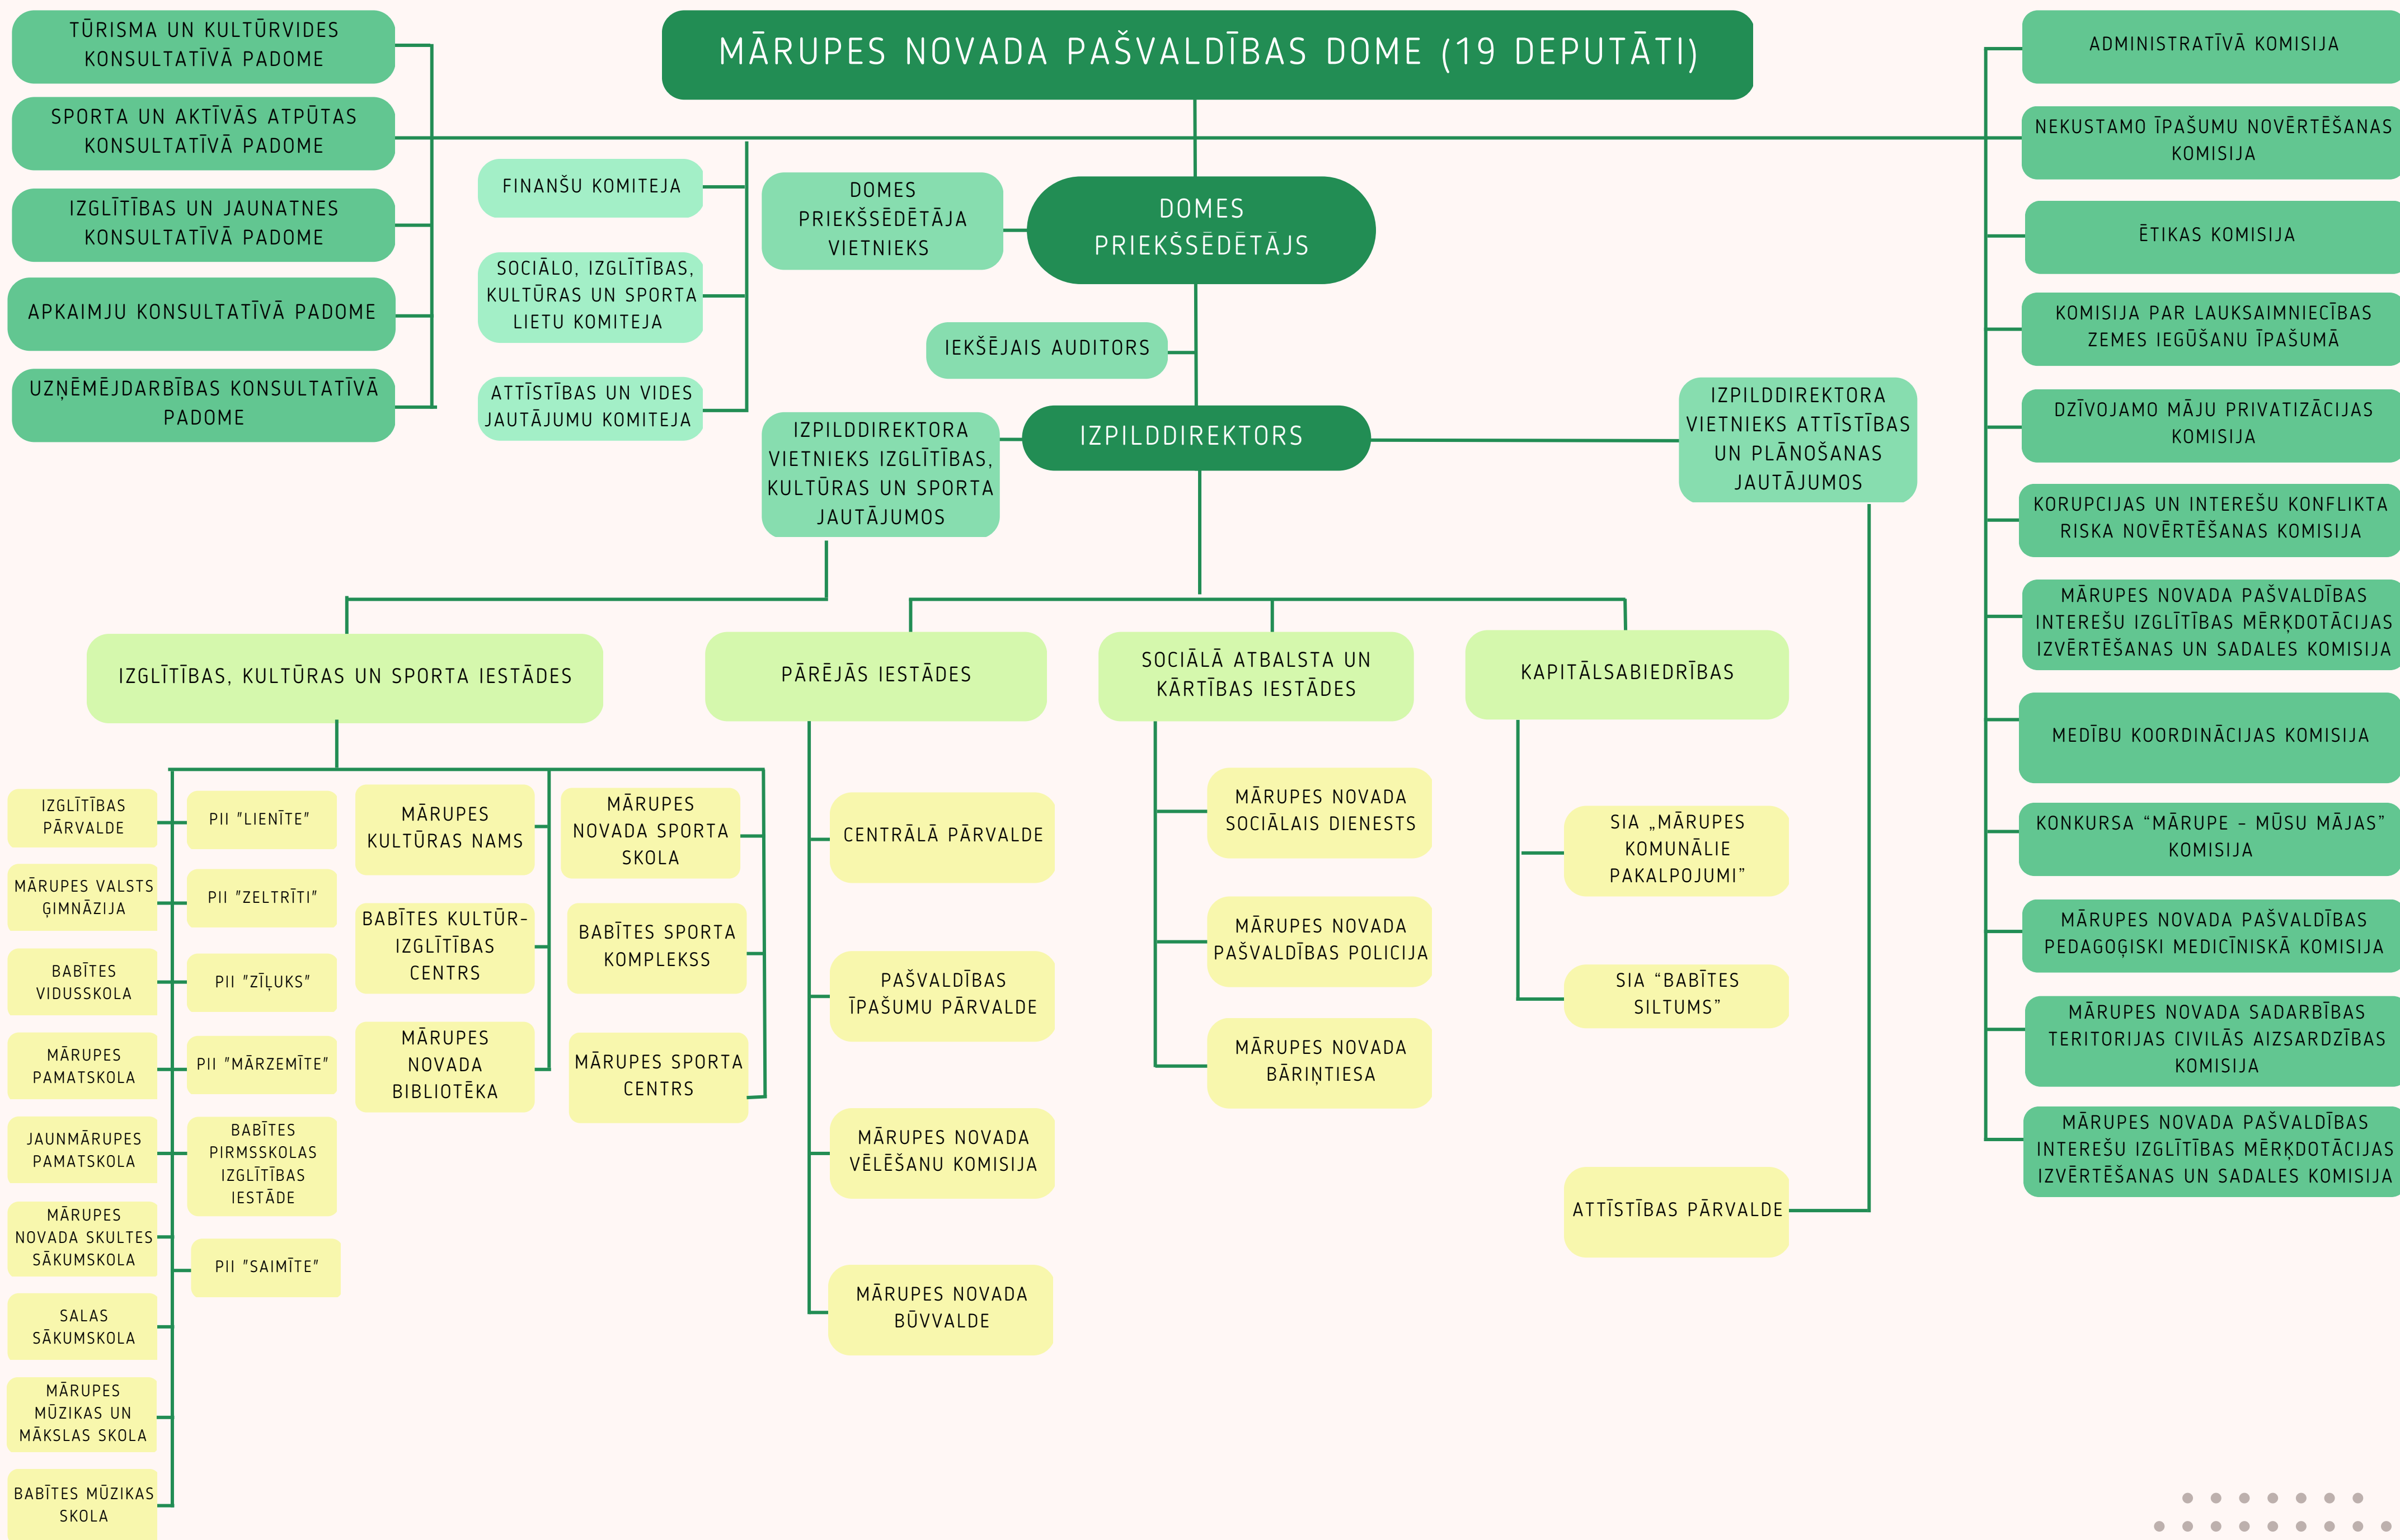 MĀRUPES NOVADA PAŠVALDĪBAS DOME (19 DEPUTĀTI)
TŪRISMA UN KULTŪRVIDES
KONSULTATĪVĀ PADOME
SPORTA UN AKTĪVĀS ATPŪTAS
KONSULTATĪVĀ PADOME
IZGLĪTĪBAS UN JAUNATNES
KONSULTATĪVĀ PADOME
APKAIMJU KONSULTATĪVĀ PADOME
UZŅĒMĒJDARBĪBAS KONSULTATĪVĀ
PADOME
FINANŠU KOMITEJA
SOCIĀLO, IZGLĪTĪBAS,
KULTŪRAS UN SPORTA
LIETU KOMITEJA
ATTĪSTĪBAS UN VIDES
JAUTĀJUMU KOMITEJA
DOMES
PRIEKŠSĒDĒTĀJA
VIETNIEKS
DOMES
PRIEKŠSĒDĒTĀJS
IEKŠĒJAIS AUDITORS
IZPILDDIREKTORS
IZPILDDIREKTORA
VIETNIEKS IZGLĪTĪBAS,
KULTŪRAS UN SPORTA
JAUTĀJUMOS
IZPILDDIREKTORA
VIETNIEKS ATTĪSTĪBAS
UN PLĀNOŠANAS
JAUTĀJUMOS
ADMINISTRATĪVĀ KOMISIJA
NEKUSTAMO ĪPAŠUMU NOVĒRTĒŠANAS
KOMISIJA
ĒTIKAS KOMISIJA
KOMISIJA PAR LAUKSAIMNIECĪBAS
ZEMES IEGŪŠANU ĪPAŠUMĀ
DZĪVOJAMO MĀJU PRIVATIZĀCIJAS
KOMISIJA
KORUPCIJAS UN INTEREŠU KONFLIKTA
RISKA NOVĒRTĒŠANAS KOMISIJA
MĀRUPES NOVADA PAŠVALDĪBAS
INTEREŠU IZGLĪTĪBAS MĒRĶDOTĀCIJAS
IZVĒRTĒŠANAS UN SADALES KOMISIJA
MEDĪBU KOORDINĀCIJAS KOMISIJA
KONKURSA “MĀRUPE – MŪSU MĀJAS”
KOMISIJA
MĀRUPES NOVADA PAŠVALDĪBAS
PEDAGOĢISKI MEDICĪNISKĀ KOMISIJA
MĀRUPES NOVADA SADARBĪBAS
TERITORIJAS CIVILĀS AIZSARDZĪBAS
KOMISIJA
MĀRUPES NOVADA PAŠVALDĪBAS
INTEREŠU IZGLĪTĪBAS MĒRĶDOTĀCIJAS
IZVĒRTĒŠANAS UN SADALES KOMISIJA
IZGLĪTĪBAS, KULTŪRAS UN SPORTA IESTĀDES
PĀRĒJĀS IESTĀDES
SOCIĀLĀ ATBALSTA UN
KĀRTĪBAS IESTĀDES
KAPITĀLSABIEDRĪBAS
IZGLĪTĪBAS
PĀRVALDE
MĀRUPES VALSTS
ĢIMNĀZIJA
BABĪTES
VIDUSSKOLA
MĀRUPES
PAMATSKOLA
JAUNMĀRUPES
PAMATSKOLA
MĀRUPES
NOVADA SKULTES
SĀKUMSKOLA
SALAS
SĀKUMSKOLA
MĀRUPES
MŪZIKAS UN
MĀKSLAS SKOLA
BABĪTES MŪZIKAS
SKOLA
PII "LIENĪTE"
PII "ZELTRĪTI"
PII "ZĪĻUKS"
PII "MĀRZEMĪTE"
BABĪTES
PIRMSSKOLAS
IZGLĪTĪBAS
IESTĀDE
PII "SAIMĪTE"
MĀRUPES
KULTŪRAS NAMS
BABĪTES KULTŪR-
IZGLĪTĪBAS
CENTRS
MĀRUPES
NOVADA
BIBLIOTĒKA
MĀRUPES
NOVADA SPORTA
SKOLA
BABĪTES SPORTA
KOMPLEKSS
MĀRUPES SPORTA
CENTRS
CENTRĀLĀ PĀRVALDE
PAŠVALDĪBAS
ĪPAŠUMU PĀRVALDE
MĀRUPES NOVADA
VĒLĒŠANU KOMISIJA
MĀRUPES NOVADA
BŪVVALDE
MĀRUPES NOVADA
SOCIĀLAIS DIENESTS
MĀRUPES NOVADA
PAŠVALDĪBAS POLICIJA
MĀRUPES NOVADA
BĀRIŅTIESA
SIA „MĀRUPES
KOMUNĀLIE
PAKALPOJUMI”
SIA “BABĪTES
SILTUMS”
ATTĪSTĪBAS PĀRVALDE